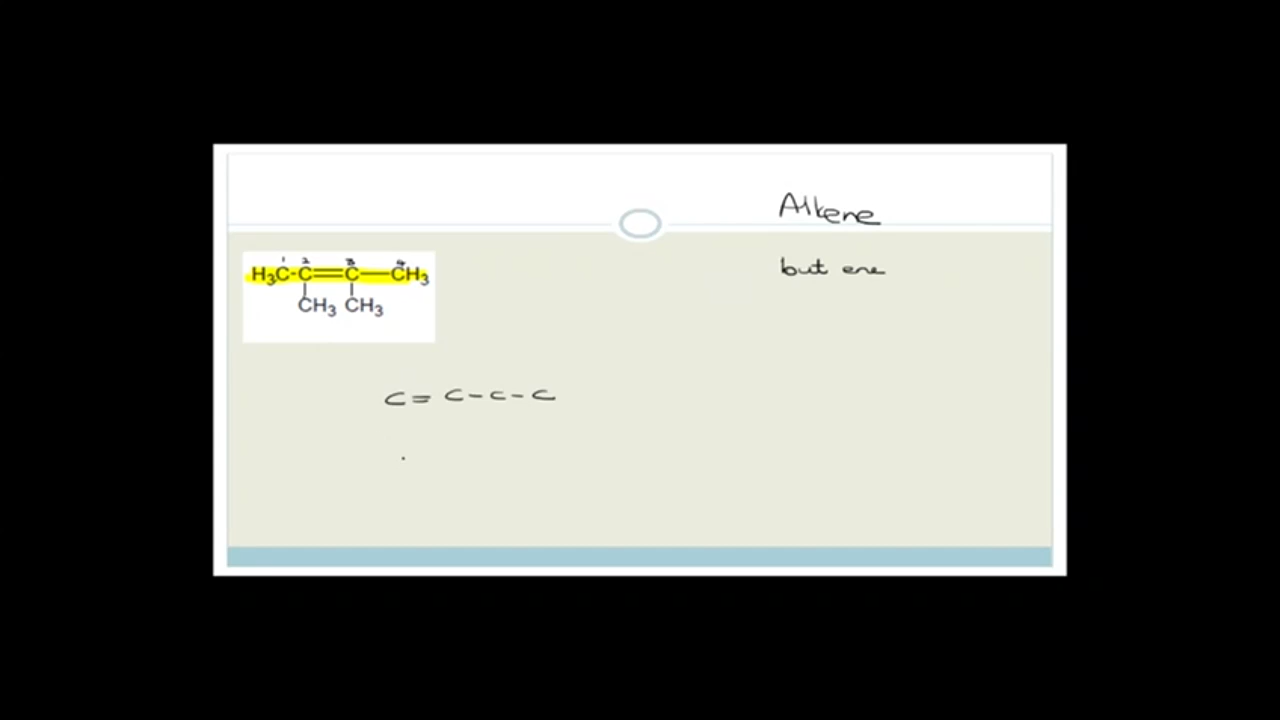 Alkene
but ene
1 2 3 4
H₃C-C=C—CH₃
CH₃ CH₃
C = C - C - C